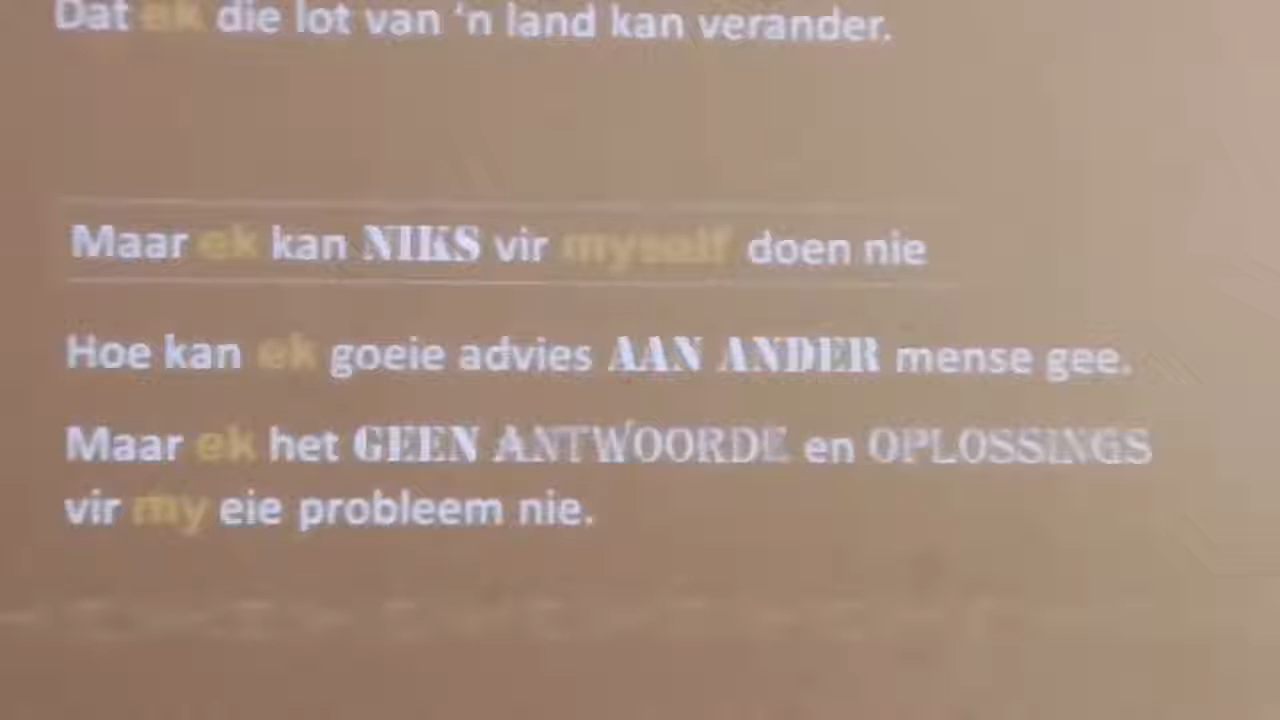 Dat ek die lot van 'n land kan verander.
Maar ek kan NIKS vir myself doen nie
Hoe kan ek goeie advies AAN ANDER mense gee.
Maar ek het GEEN ANTWOORDE en OPLOSSINGS
vir my eie probleem nie.